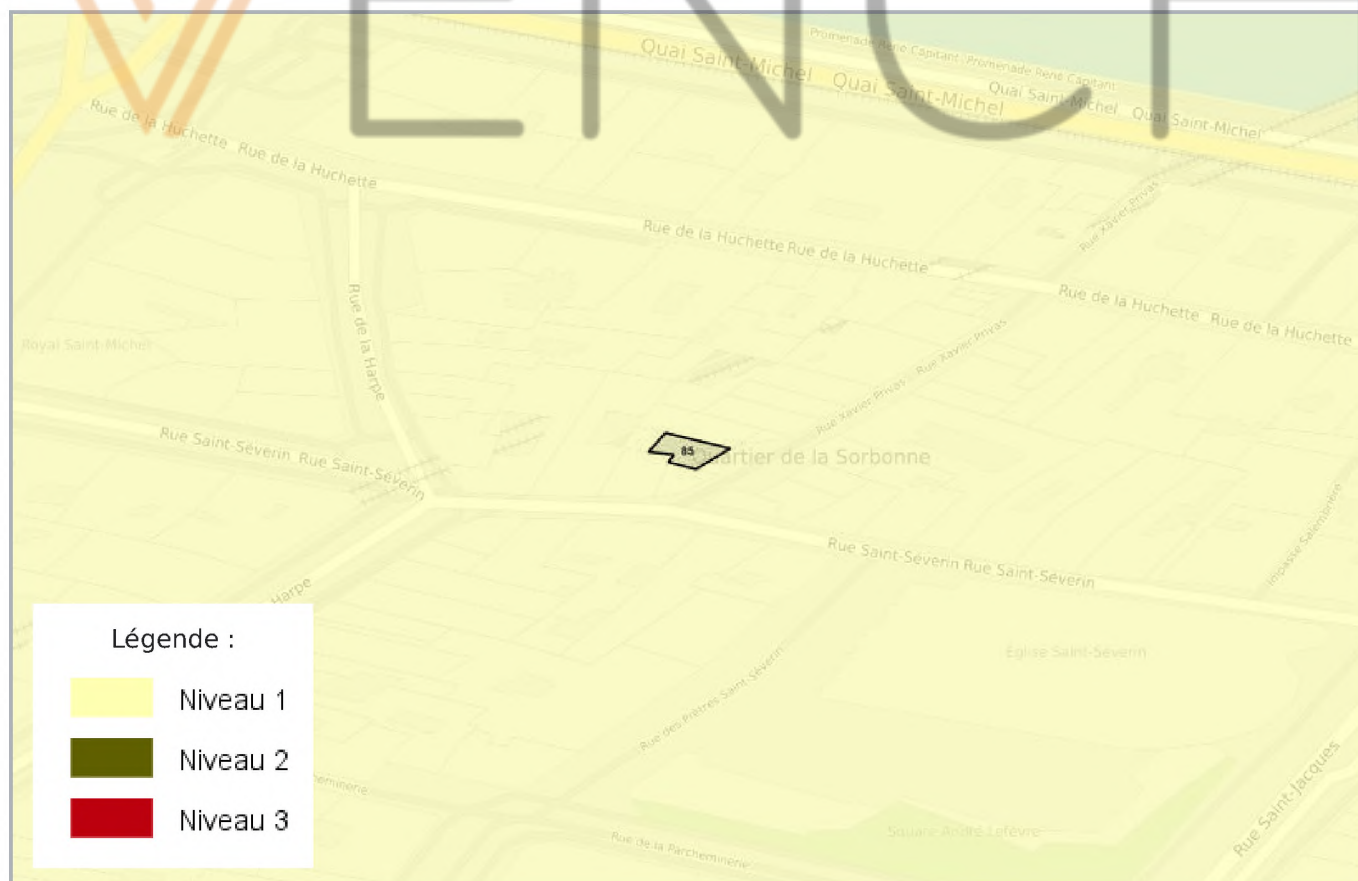 VENCI
Promenade René Capitant Promenade René Capitant
Quai Saint-Michel Quai Saint-Michel
Quai Saint-Michel Quai Saint-Michel
Rue de la Huchette Rue de la Huchette
Rue Xavier Privas
Rue de la Huchette Rue de la Huchette
Rue de la Huchette Rue de la Huchette
Rue de la Harpe
Royal Saint-Michel
Rue Xavier Privas Rue Xavier Privas
Rue Saint-Séverin Rue Saint-Séverin
85
Quartier de la Sorbonne
Impasse Salembrière
Rue Saint-Séverin Rue Saint-Séverin
Harpe
Église Saint-Séverin
Rue des Prêtres Saint-Séverin
Légende :
Niveau 1
Niveau 2
Niveau 3
cheminerie
Rue de la Parcheminerie
Square André Lefèvre
Rue Saint-Jacques